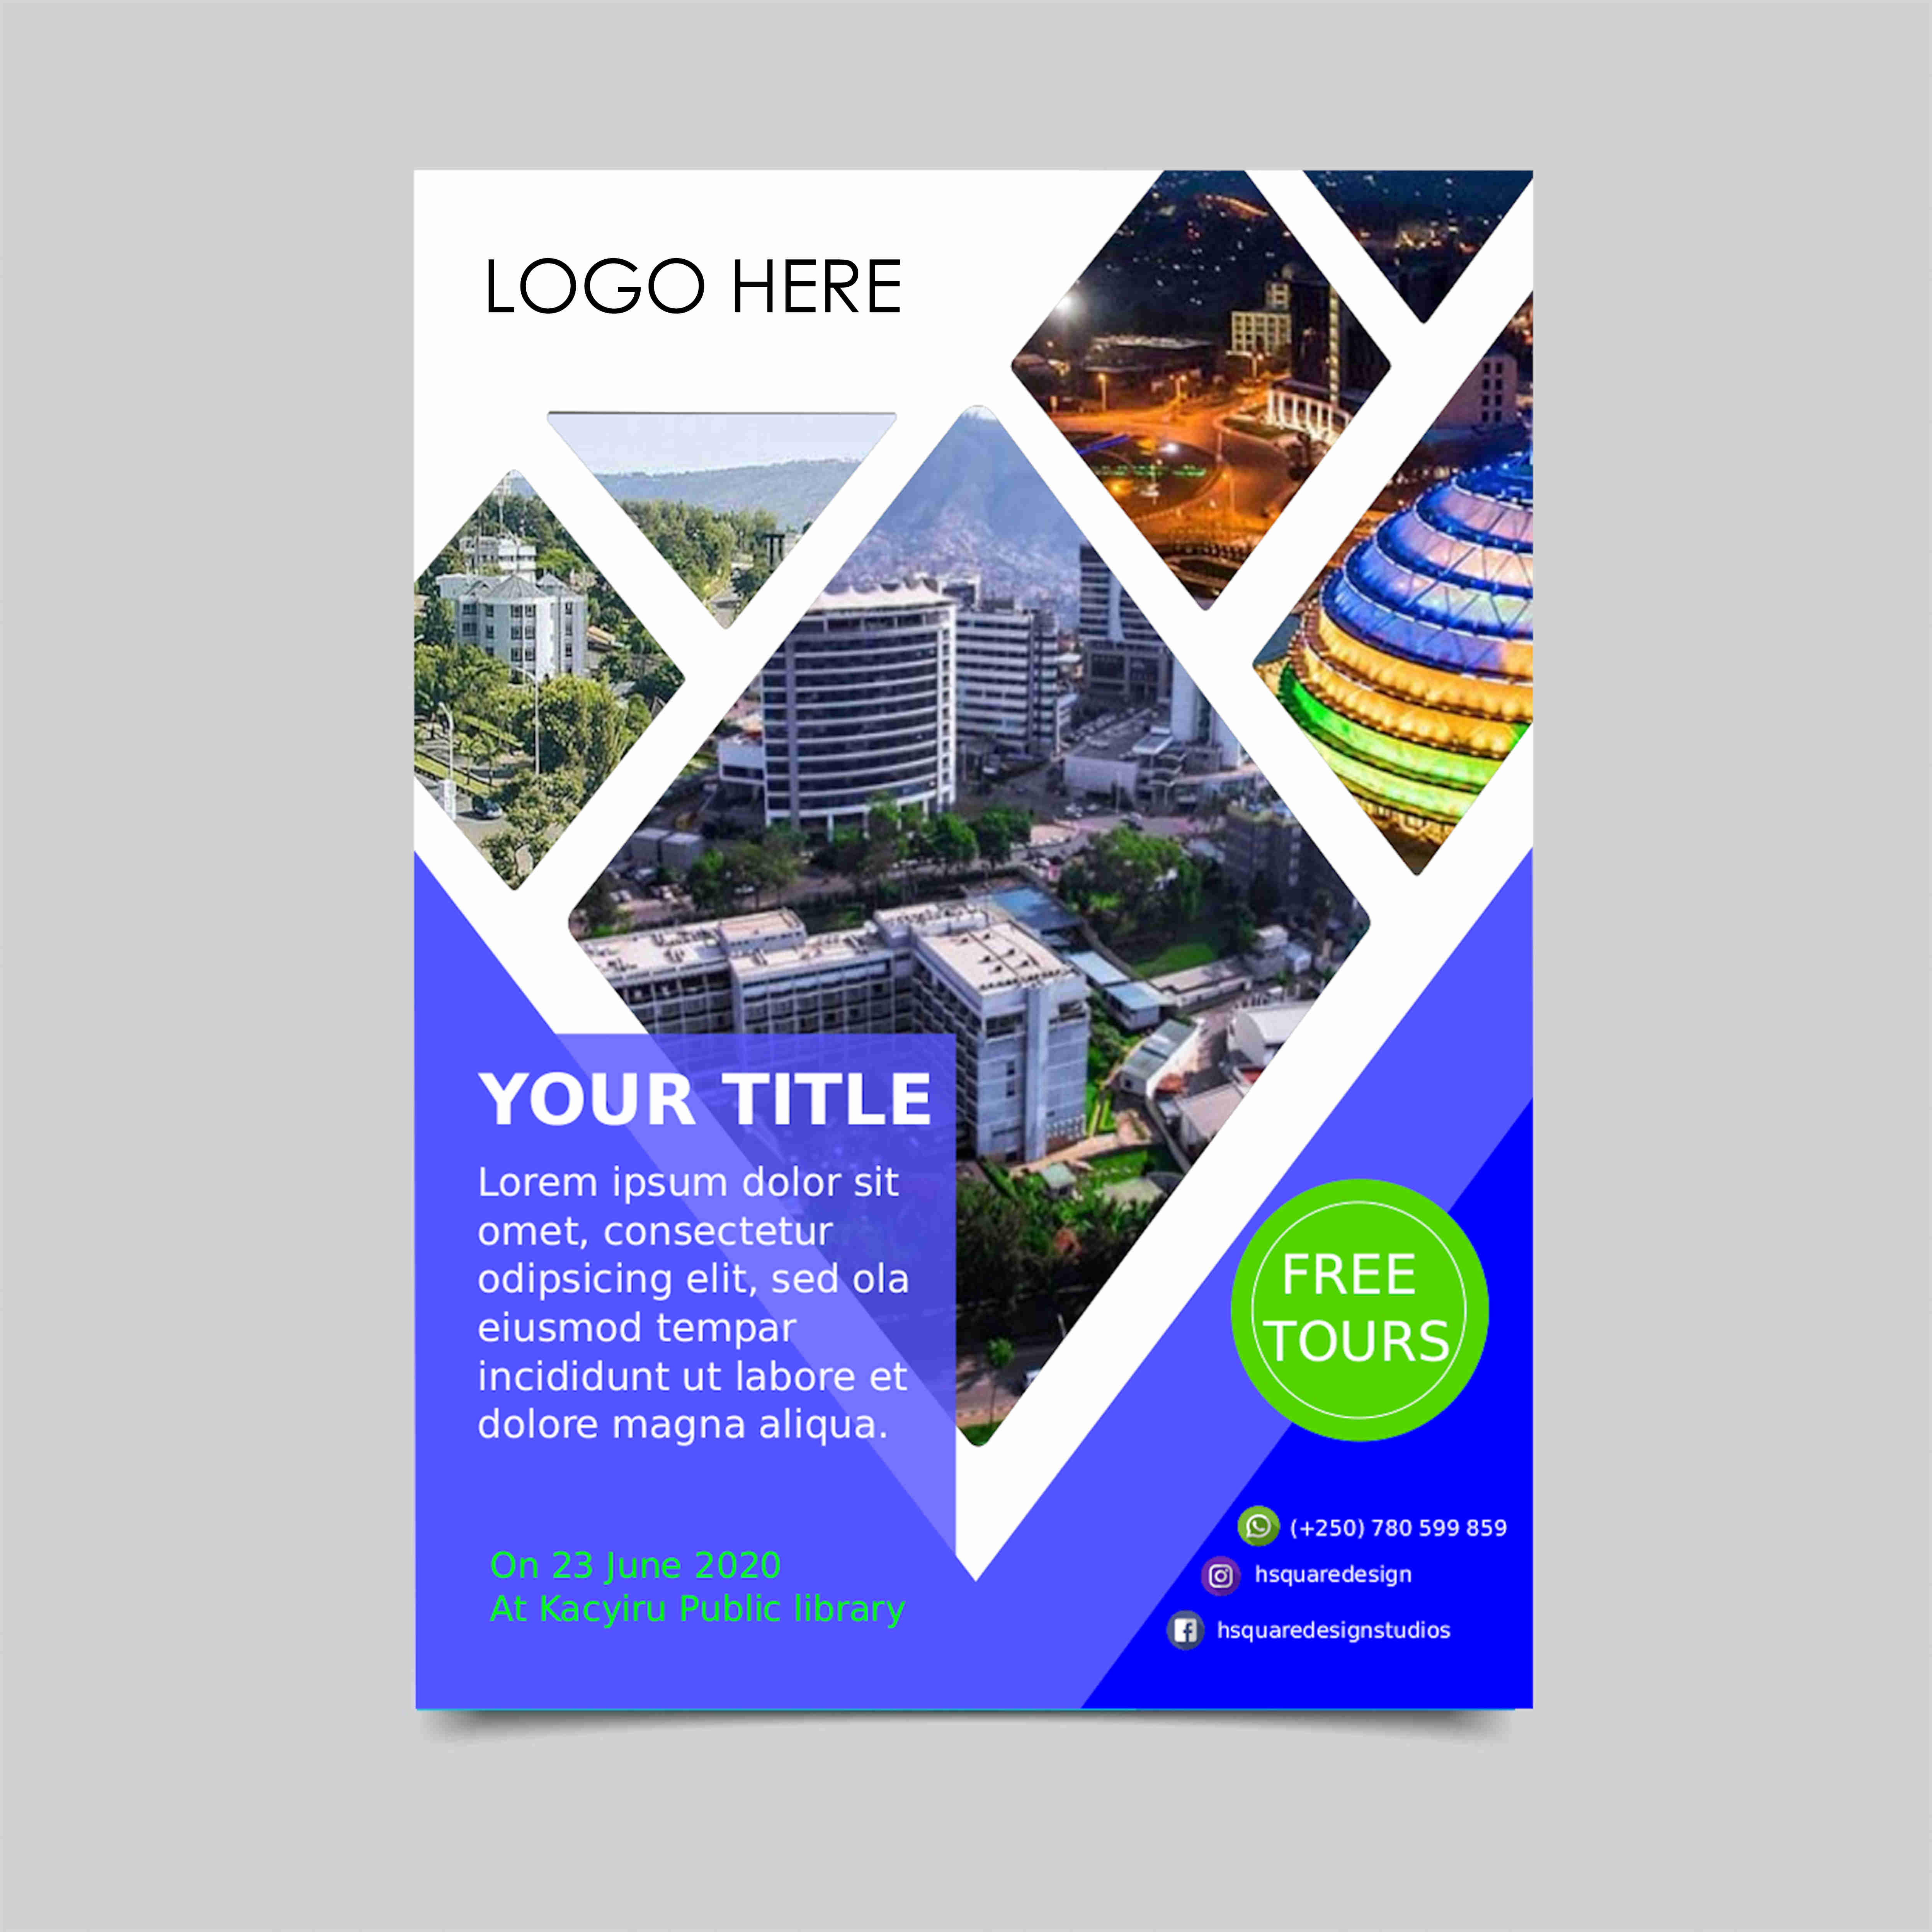 LOGO HERE
YOUR TITLE
Lorem ipsum dolor sit
omet, consectetur
odipsicing elit, sed ola
eiusmod tempar
incididunt ut labore et
dolore magna aliqua.
On 23 June 2020
At Kacyiru Public library
FREE
TOURS
(+250) 780 599 859
hsquaredesign
hsquaredesignstudios